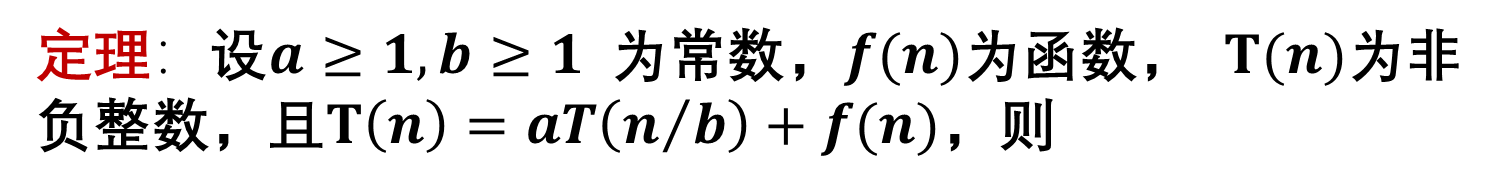 定理：设a ≥ 1,b ≥ 1 为常数，f(n)为函数， T(n)为非
负整数，且T(n) = aT(n/b) + f(n)，则